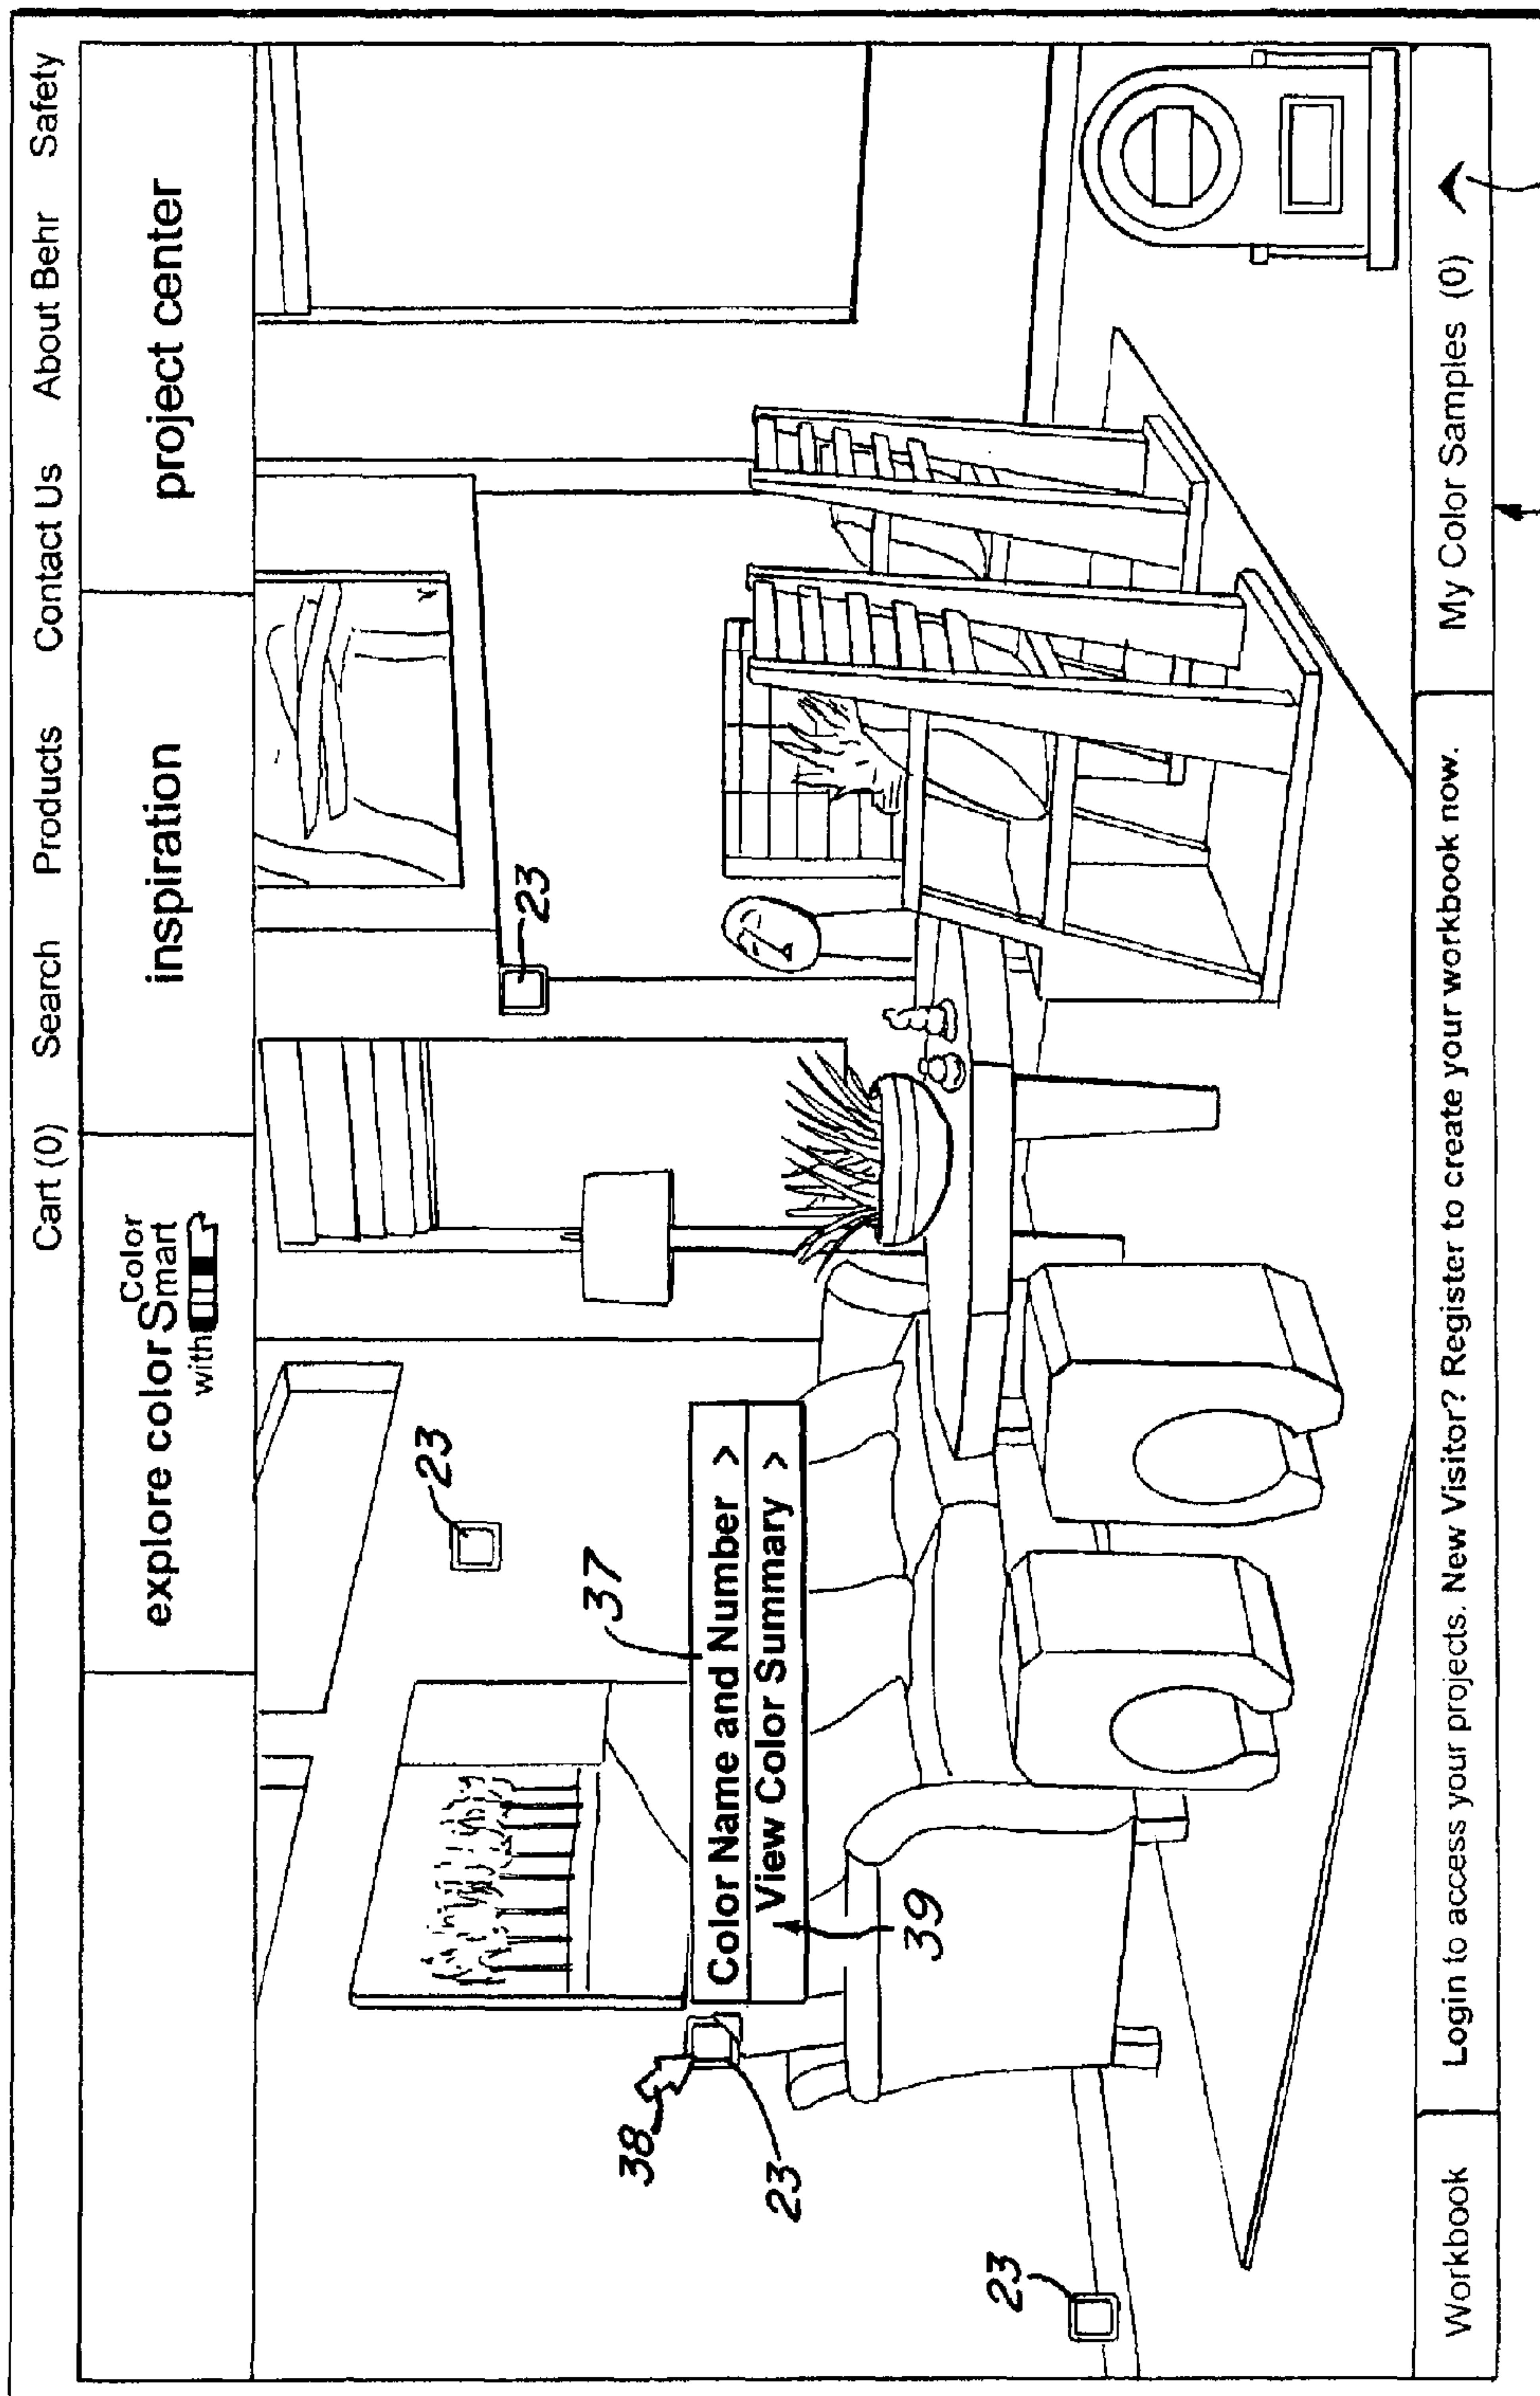 Cart (0) Search Products Contact Us About Behr Safety
explore color
with
Color
Smart
inspiration
project center
23
23
37
Color Name and Number >
View Color Summary >
38
23
39
23
Workbook
Login to access your projects. New Visitor? Register to create your workbook now.
My Color Samples (0)